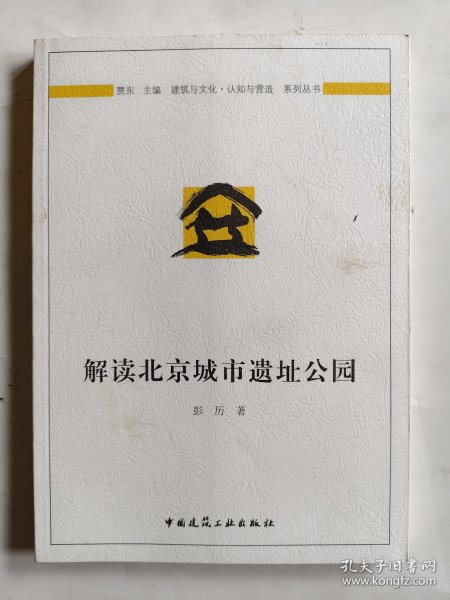 贾东 主编 建筑与文化·认知与营造 系列丛书
解读北京城市遗址公园
彭历 著
中国建筑工业出版社
孔夫子旧书网
www.kongfz.com